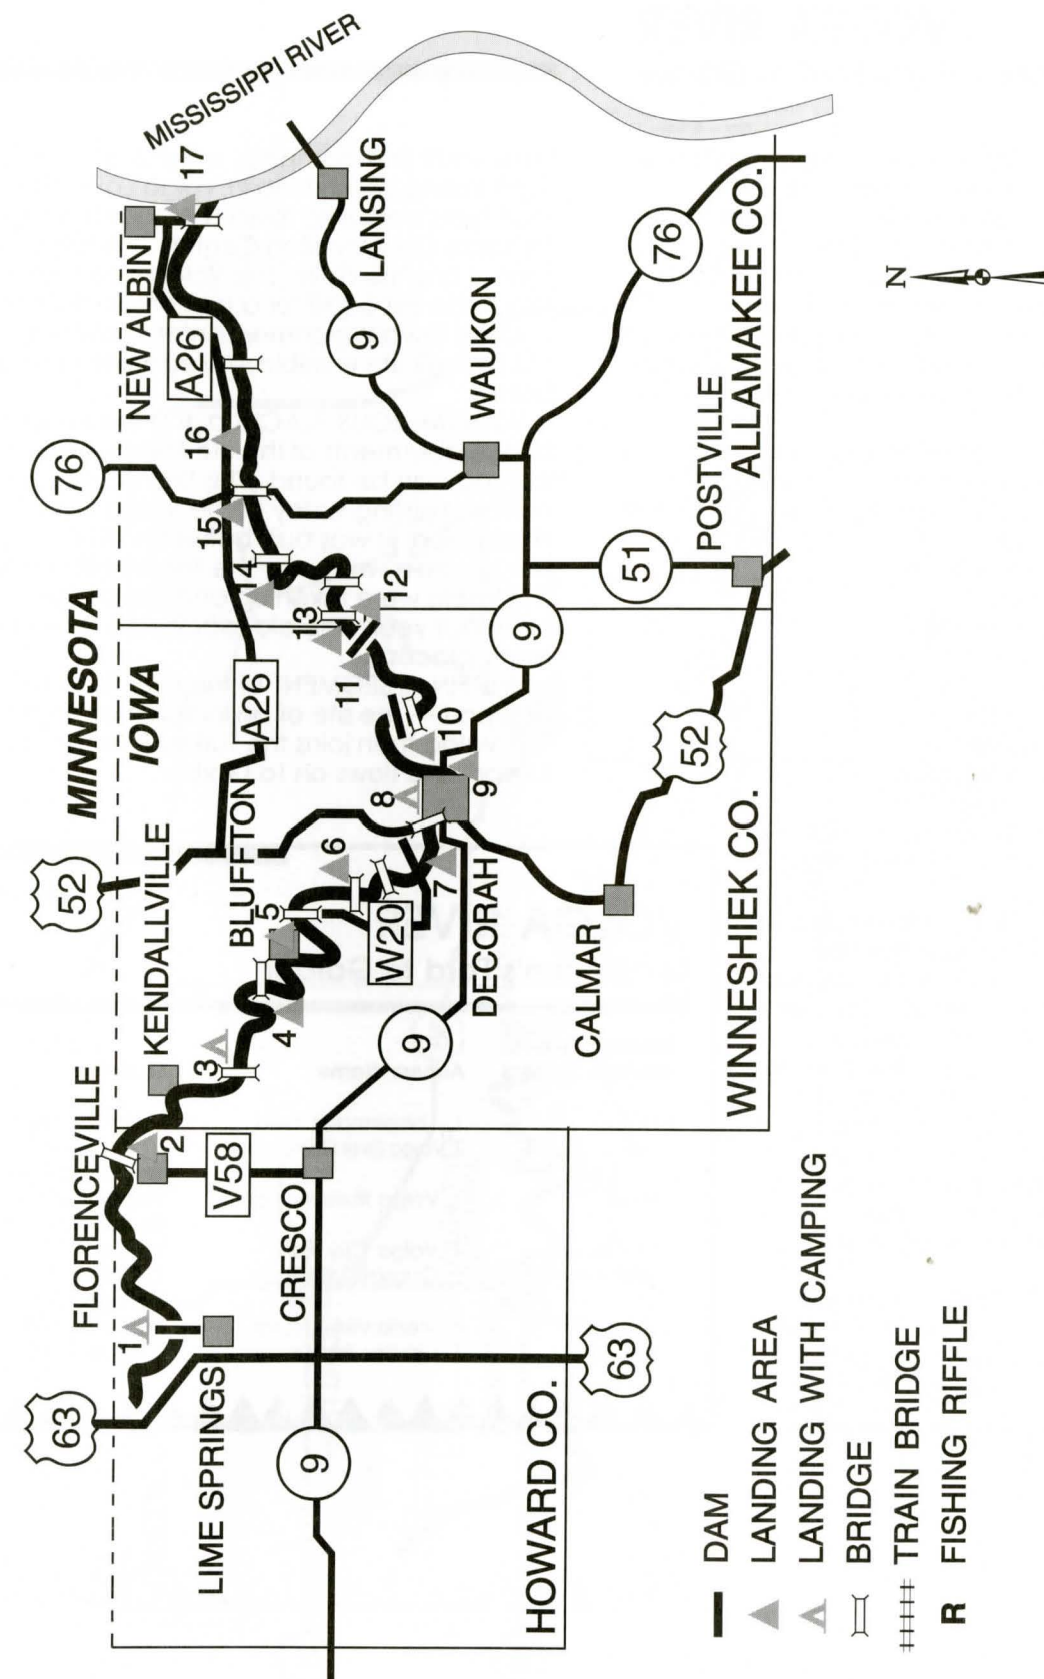 MISSISSIPPI RIVER
MINNESOTA
IOWA
NEW ALBIN
17
A26
16
76
15
14
13
12
11
LANSING
9
WAUKON
76
POSTVILLE
ALLAMAKEE CO.
51
9
52
A26
KENDALLVILLE
BLUFFTON
10
9
8
7
6
5
W20
4
3
DECORAH
9
CALMAR
52
WINNESHIEK CO.
FLORENCEVILLE
2
V58
CRESCO
1
63
LIME SPRINGS
9
63
HOWARD CO.
N
DAM
LANDING AREA
LANDING WITH CAMPING
BRIDGE
TRAIN BRIDGE
R FISHING RIFFLE